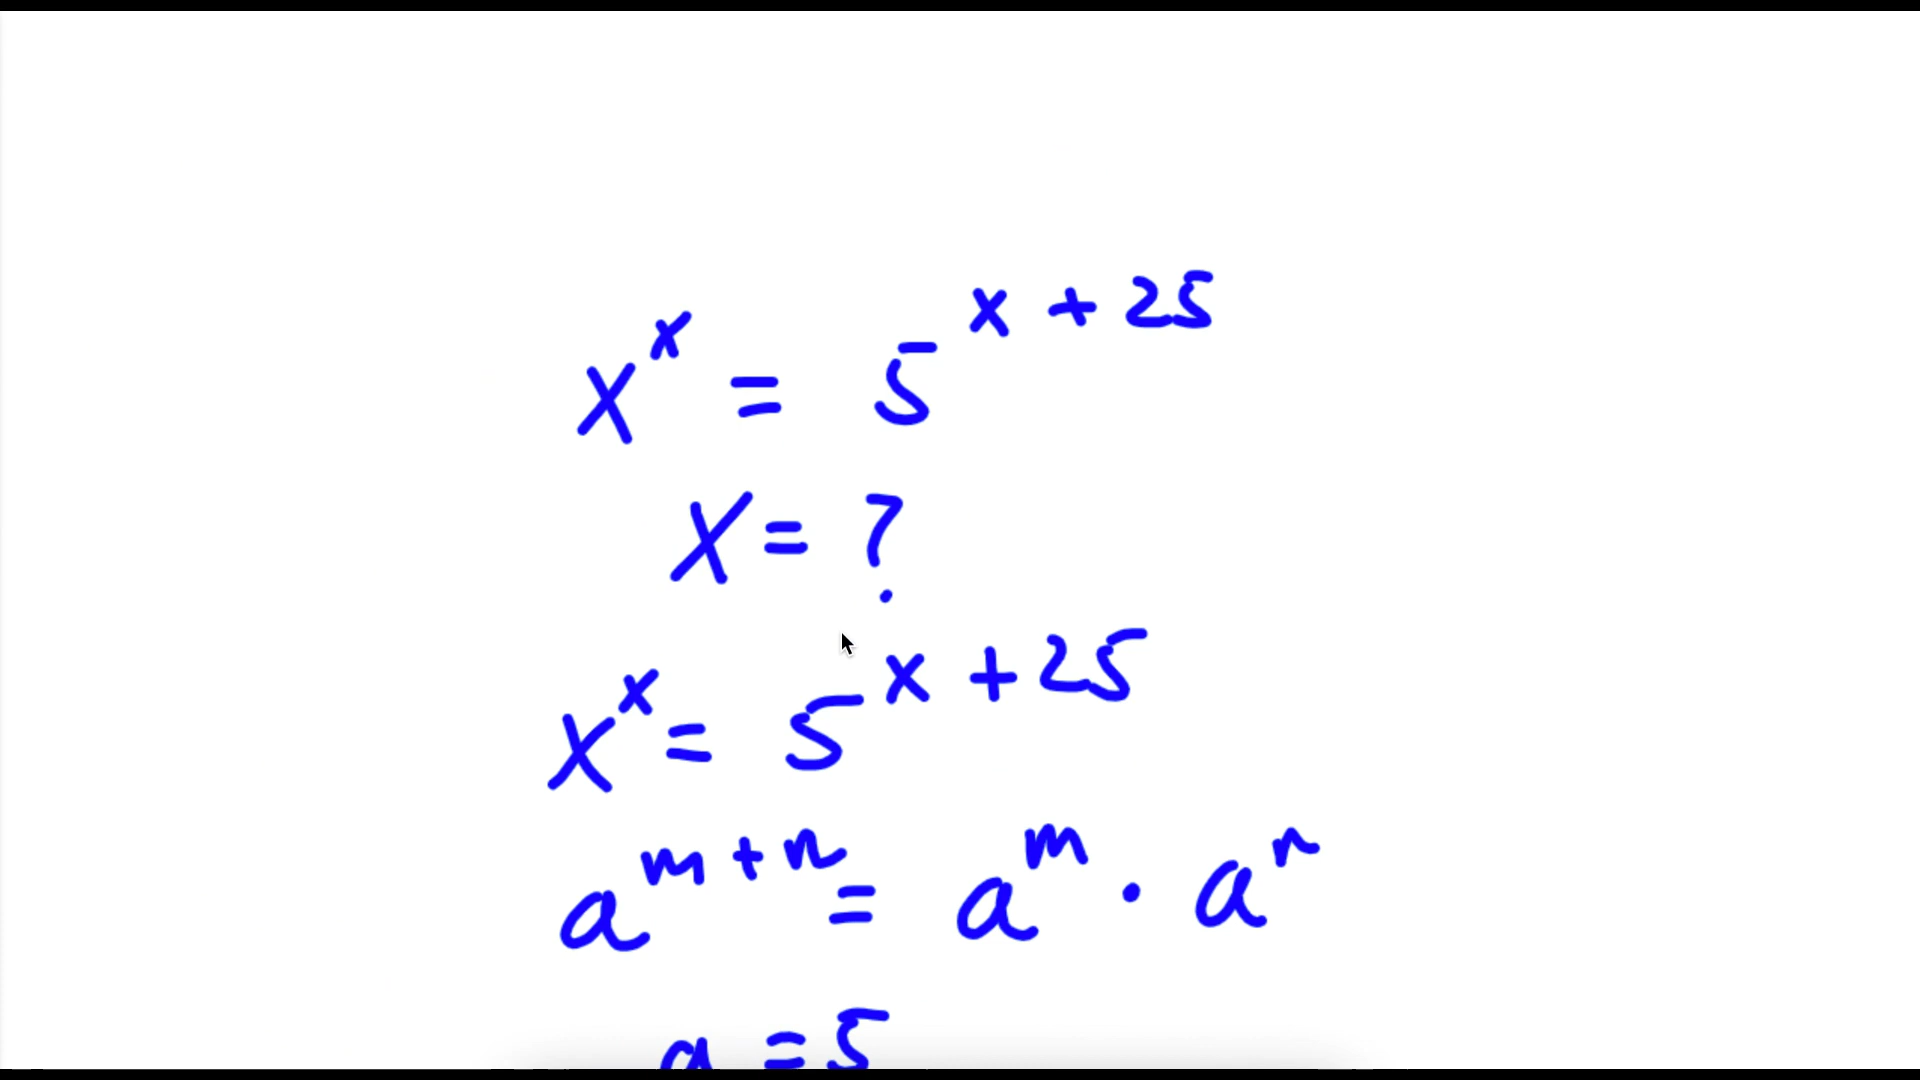 x^x = 5^{x + 25}
x = ?
x^x = 5^{x + 25}
a^{m + n} = a^m · a^n
a = 5